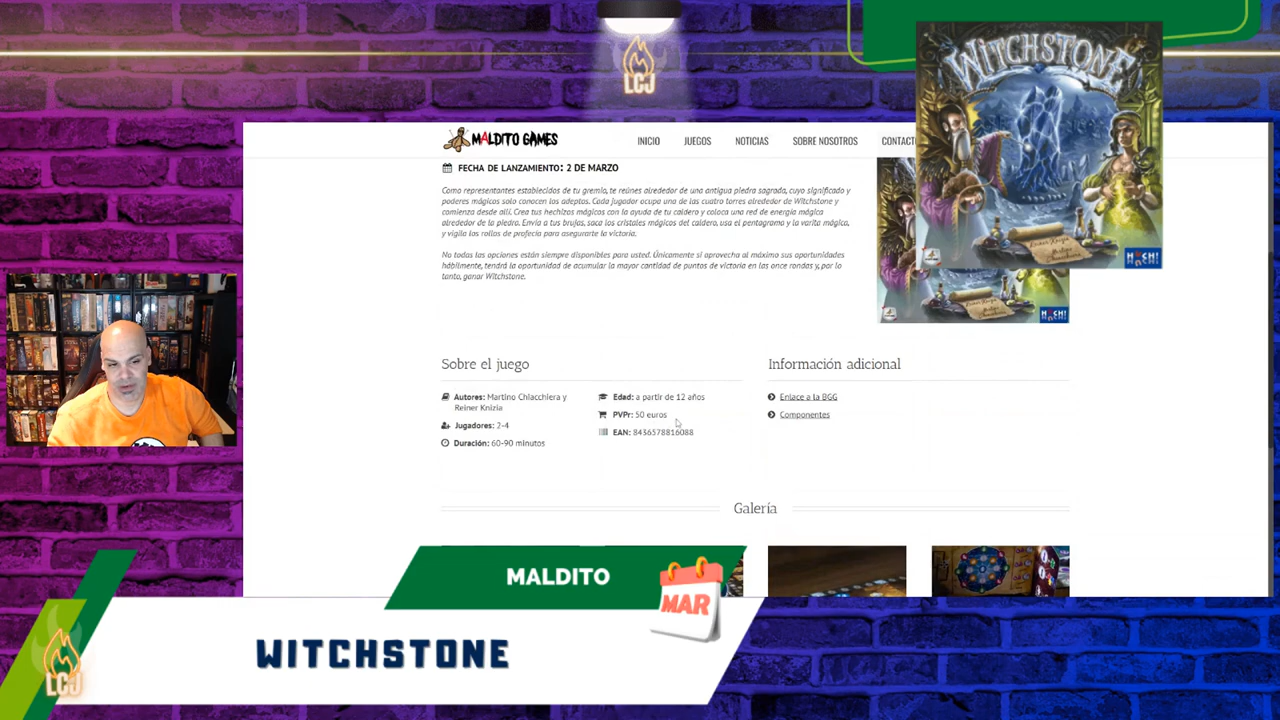 LCJ
WITCHSTONE
MALDITO GAMES
INICIO
JUEGOS
NOTICIAS
SOBRE NOSOTROS
CONTACT
FECHA DE LANZAMIENTO: 2 DE MARZO
Como representantes establecidos de tu gremio, te reúnes alrededor de una antigua piedra sagrada, cuyo significado y
poderes mágicos solo conocen los adeptos. Cada jugador ocupa una de las cuatro torres alrededor de Witchstone y
comienza desde allí. Crea tus hechizos mágicos con la ayuda de tu caldero y coloca una red de energía mágica
alrededor de la piedra. Envía a tus brujas, saca los cristales mágicos del caldero, usa el pentagrama y la varita mágica,
y vigila los rollos de profecía para asegurarte la victoria.
No todas las opciones están siempre disponibles para usted. Únicamente si aprovecha al máximo sus oportunidades
hábilmente, tendrá la oportunidad de acumular la mayor cantidad de puntos de victoria en las once rondas y, por lo
tanto, ganar Witchstone.
HUCH!
HUCH!
Sobre el juego
Autores: Martino Chiacchiera y
Reiner Knizia
Jugadores: 2-4
Duración: 60-90 minutos
Edad: a partir de 12 años
PVPr: 50 euros
EAN: 8436578816088
Información adicional
Enlace a la BGG
Componentes
Galería
MALDITO
MAR
WITCHSTONE
LCJ